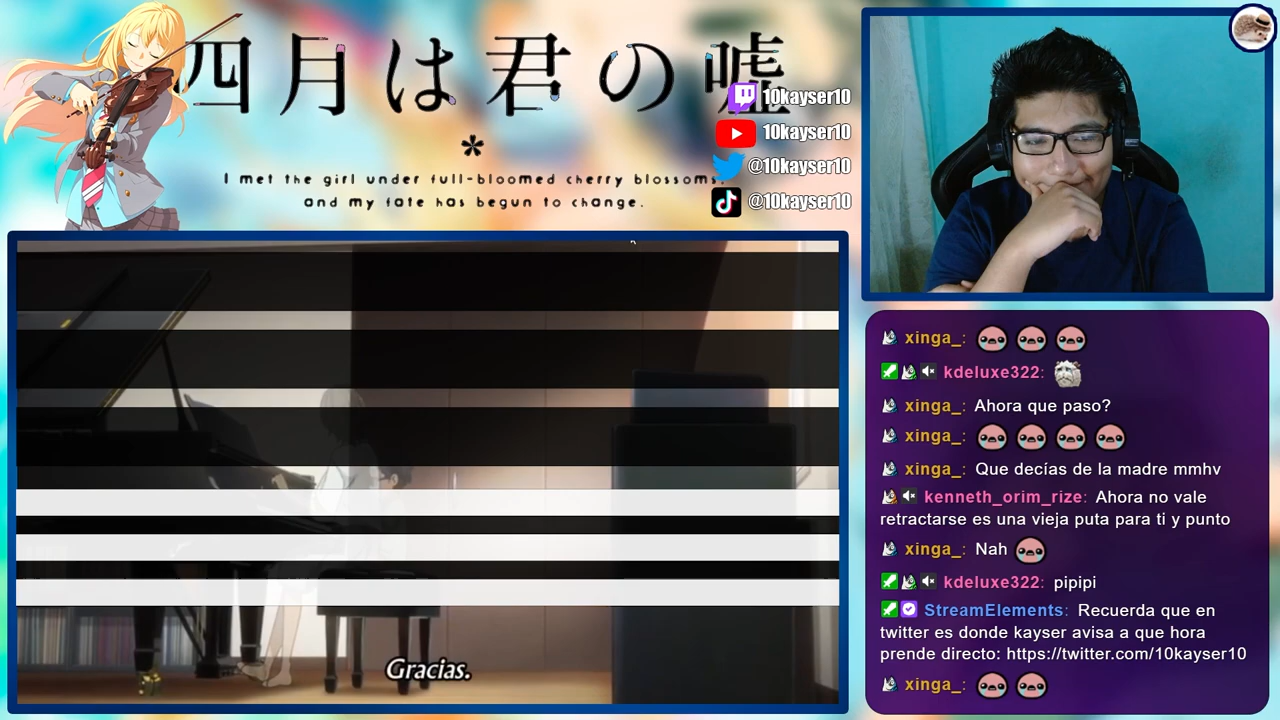 四月は君の嘘
I met the girl under full-bloomed cherry blossoms,
and my fate has begun to change.
10kayser10
10kayser10
@10kayser10
@10kayser10
Gracias.
xinga_:
kdeluxe322:
xinga_: Ahora que paso?
xinga_:
xinga_: Que decías de la madre mmhv
kenneth_orim_rize: Ahora no vale
retractarse es una vieja puta para ti y punto
xinga_: Nah
kdeluxe322: pipipi
StreamElements: Recuerda que en
twitter es donde kayser avisa a que hora
prende directo: https://twitter.com/10kayser10
xinga_: